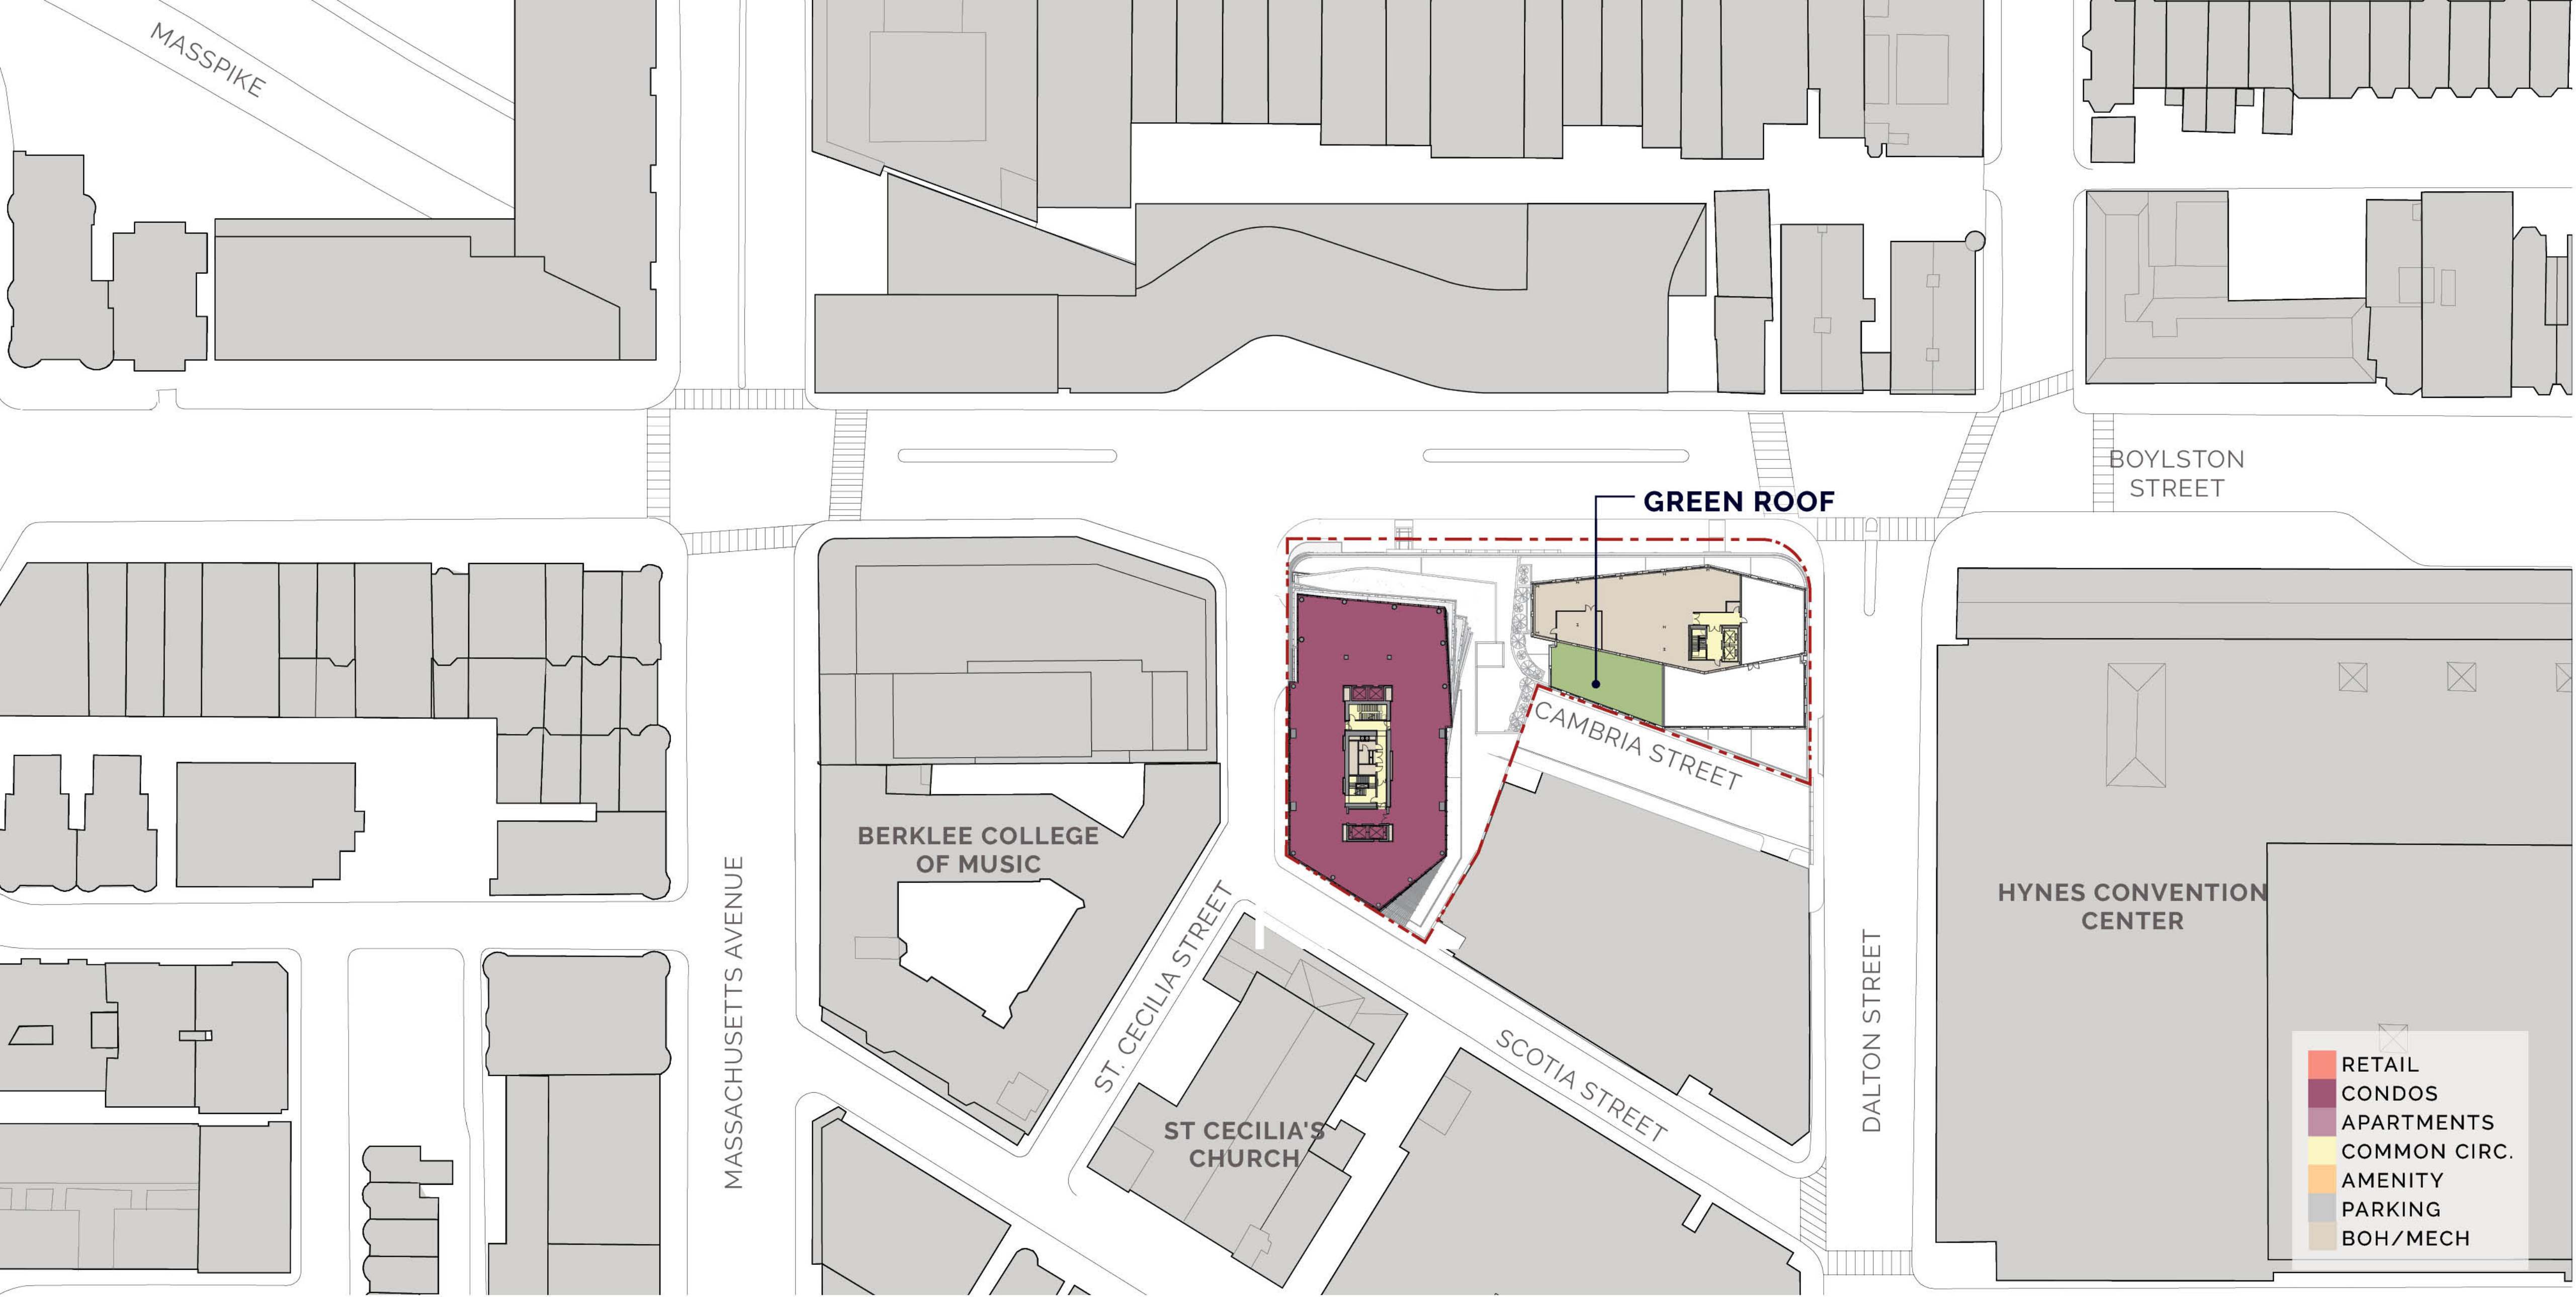 MASSPIKE
BOYLSTON
STREET
GREEN ROOF
CAMBRIA STREET
BERKLEE COLLEGE
OF MUSIC
MASSACHUSETTS AVENUE
ST. CECILIA STREET
HYNES CONVENTION
CENTER
DALTON STREET
SCOTIA STREET
ST CECILIA'S
CHURCH
RETAIL
CONDOS
APARTMENTS
COMMON CIRC.
AMENITY
PARKING
BOH/MECH